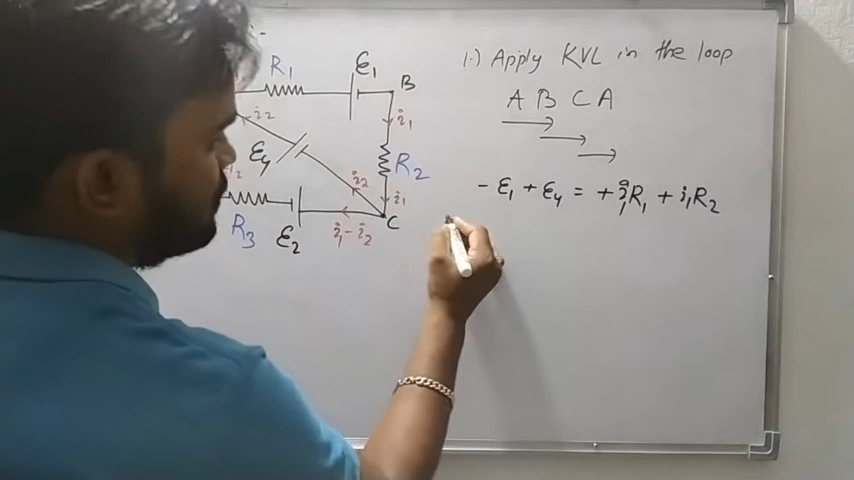 1.) Apply KVL in the loop
A B C A
- ε₁ + ε₄ = + i₁R₁ + i₁R₂
R₁
ε₁
B
i₁
i₂
R₂
ε₄
i₂
i₁
C
R₃
ε₂
i₁-i₂